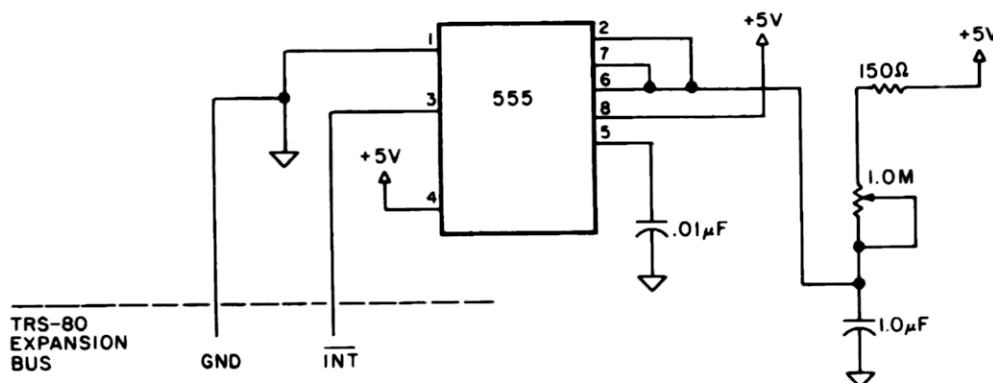 1
2
7
6
8
5
3
4
555
+5V
+5V
+5V
150Ω
1.0M
.01µF
1.0µF
TRS-80
EXPANSION
BUS
GND
INT